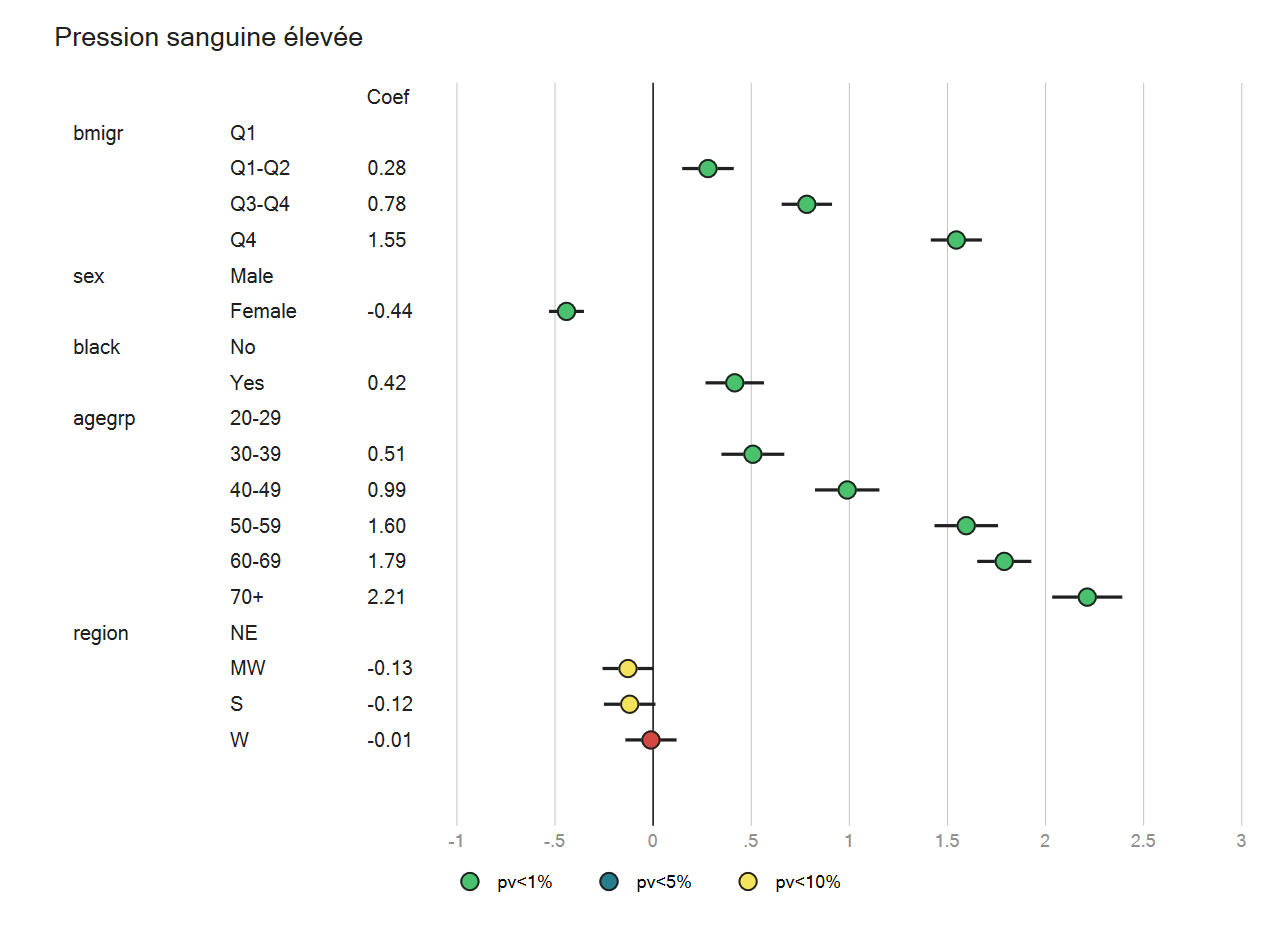 Pression sanguine élevée
Coef
bmigr Q1
Q1-Q2 0.28
Q3-Q4 0.78
Q4 1.55
sex Male
Female -0.44
black No
Yes 0.42
agegrp 20-29
30-39 0.51
40-49 0.99
50-59 1.60
60-69 1.79
70+ 2.21
region NE
MW -0.13
S -0.12
W -0.01
-1 -.5 0 .5 1 1.5 2 2.5 3
pv<1% pv<5% pv<10%